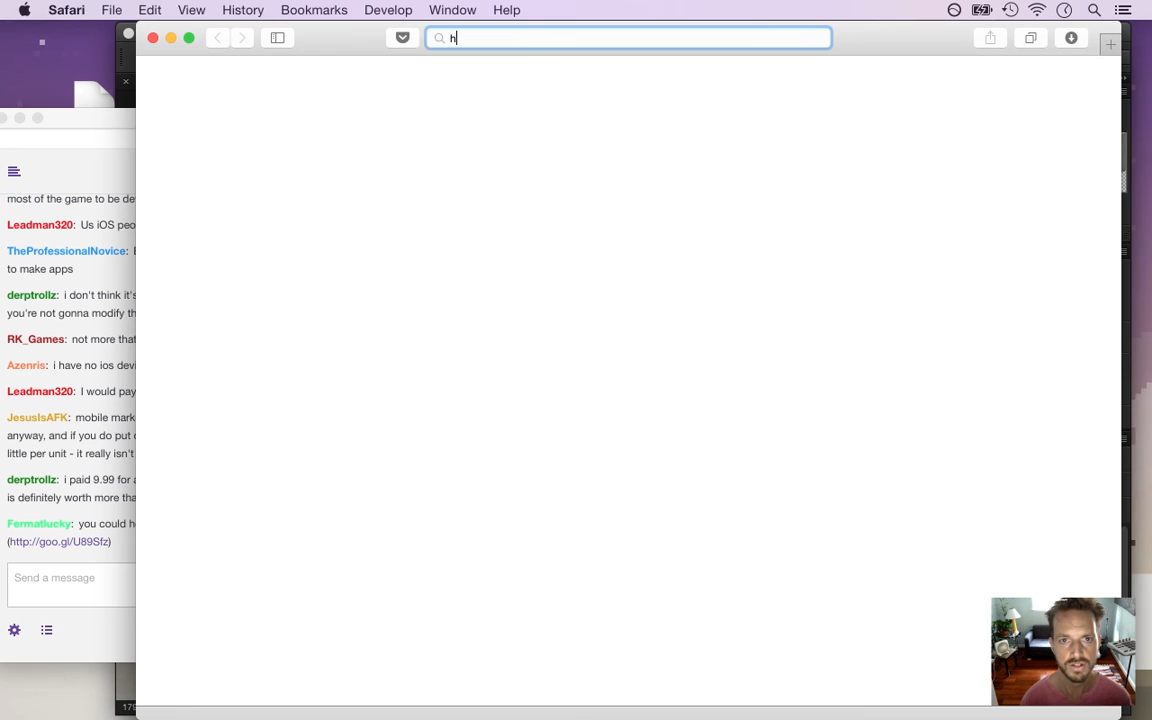 Safari File Edit View History Bookmarks Develop Window Help
h
most of the game to be de
Leadman320: Us iOS peo
TheProfessionalNovice:
to make apps
derptrollz: i don't think it's
you're not gonna modify th
RK_Games: not more that
Azenris: i have no ios devi
Leadman320: I would pay
JesusIsAFK: mobile mark
anyway, and if you do put
little per unit - it really isn't
derptrollz: i paid 9.99 for
is definitely worth more tha
Fermatlucky: you could
(http://goo.gl/U89Sfz)
Send a message
179